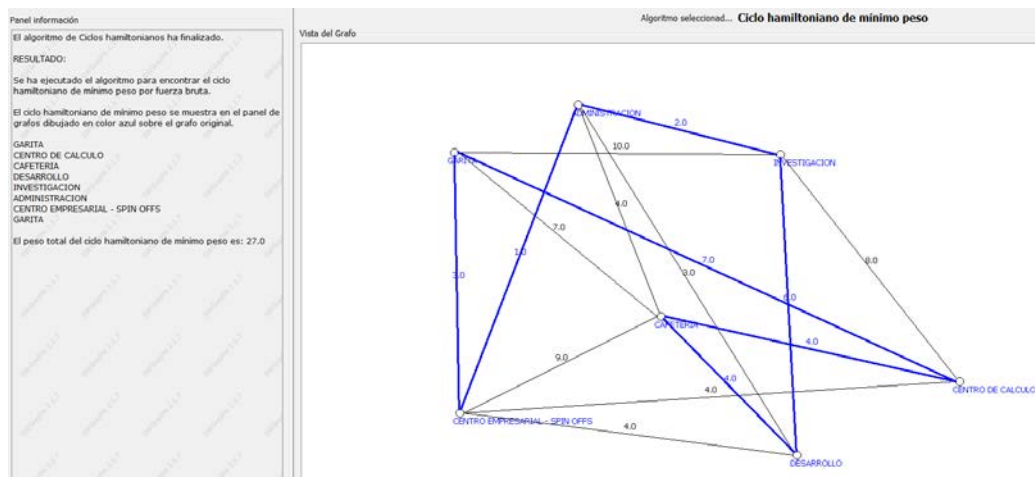 Panel información
El algoritmo de Ciclos hamiltonianos ha finalizado.
RESULTADO:
Se ha ejecutado el algoritmo para encontrar el ciclo
hamiltoniano de mínimo peso por fuerza bruta.
El ciclo hamiltoniano de mínimo peso se muestra en el panel de
grafos dibujado en color azul sobre el grafo original.
GARITA
CENTRO DE CALCULO
CAFETERIA
DESARROLLO
INVESTIGACION
ADMINISTRACION
CENTRO EMPRESARIAL - SPIN OFFS
GARITA
El peso total del ciclo hamiltoniano de mínimo peso es: 27.0
Algoritmo seleccionad... Ciclo hamiltoniano de mínimo peso
Vista del Grafo
ADMINISTRACION
2.0
10.0
GARITA
INVESTIGACION
4.0
7.0
1.0
7.0
8.0
3.0
3.0
6.0
CAFETERIA
4.0
9.0
4.0
4.0
CENTRO DE CALCULO
CENTRO EMPRESARIAL - SPIN OFFS
4.0
DESARROLLO